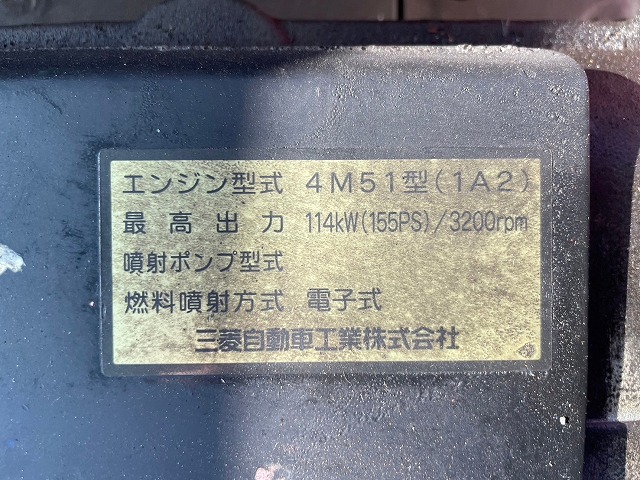 エンジン型式 4M51型(1A2)
最高出力 114kW(155PS)/3200rpm
噴射ポンプ型式
燃料噴射方式 電子式
三菱自動車工業株式会社